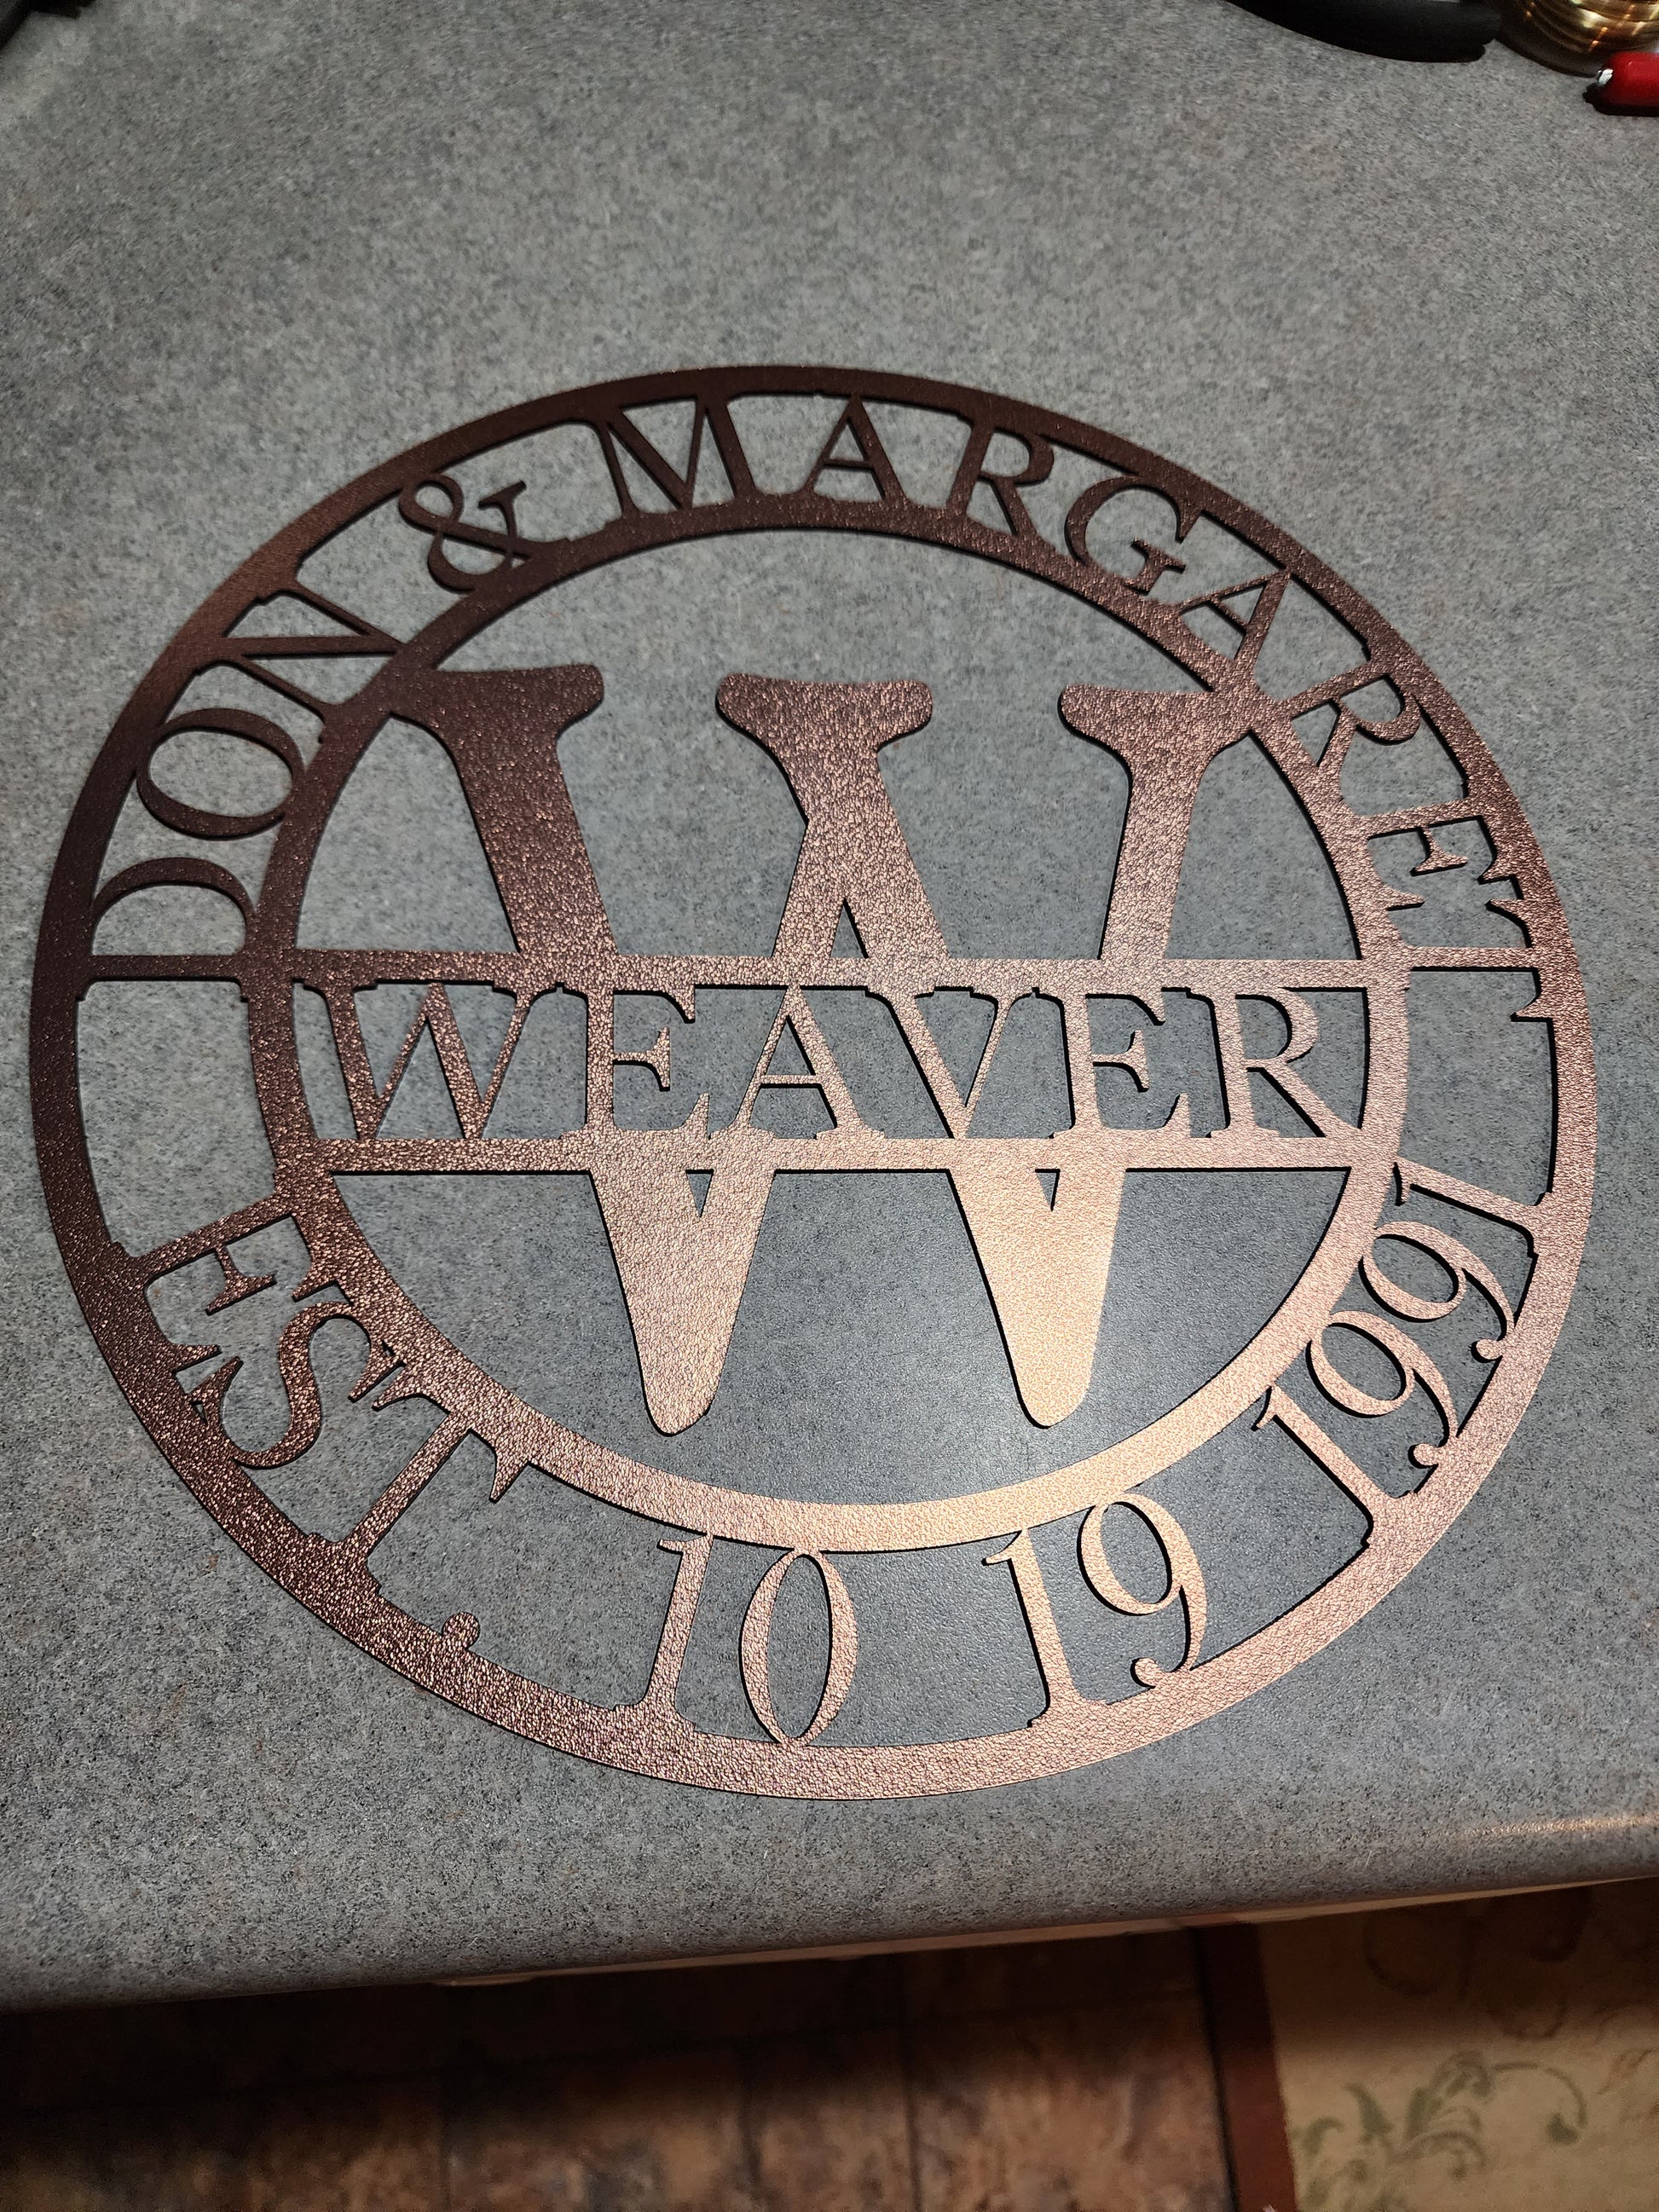 DON & MARGARET
W
WEAVER
EST. 10 19 1991